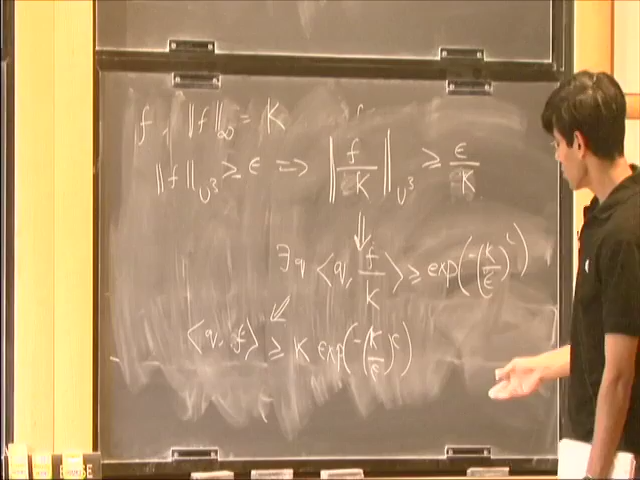 f, ‖f‖_∞ = K
‖f‖_{U³} ≥ ε ⇒ ‖f/K‖_{U³} ≥ ε/K
⇓
∃q ⟨q, f/K⟩ ≥ exp(-(K/ε)^c)
⇙
⟨q, f⟩ ≥ K exp(-(K/ε)^c)